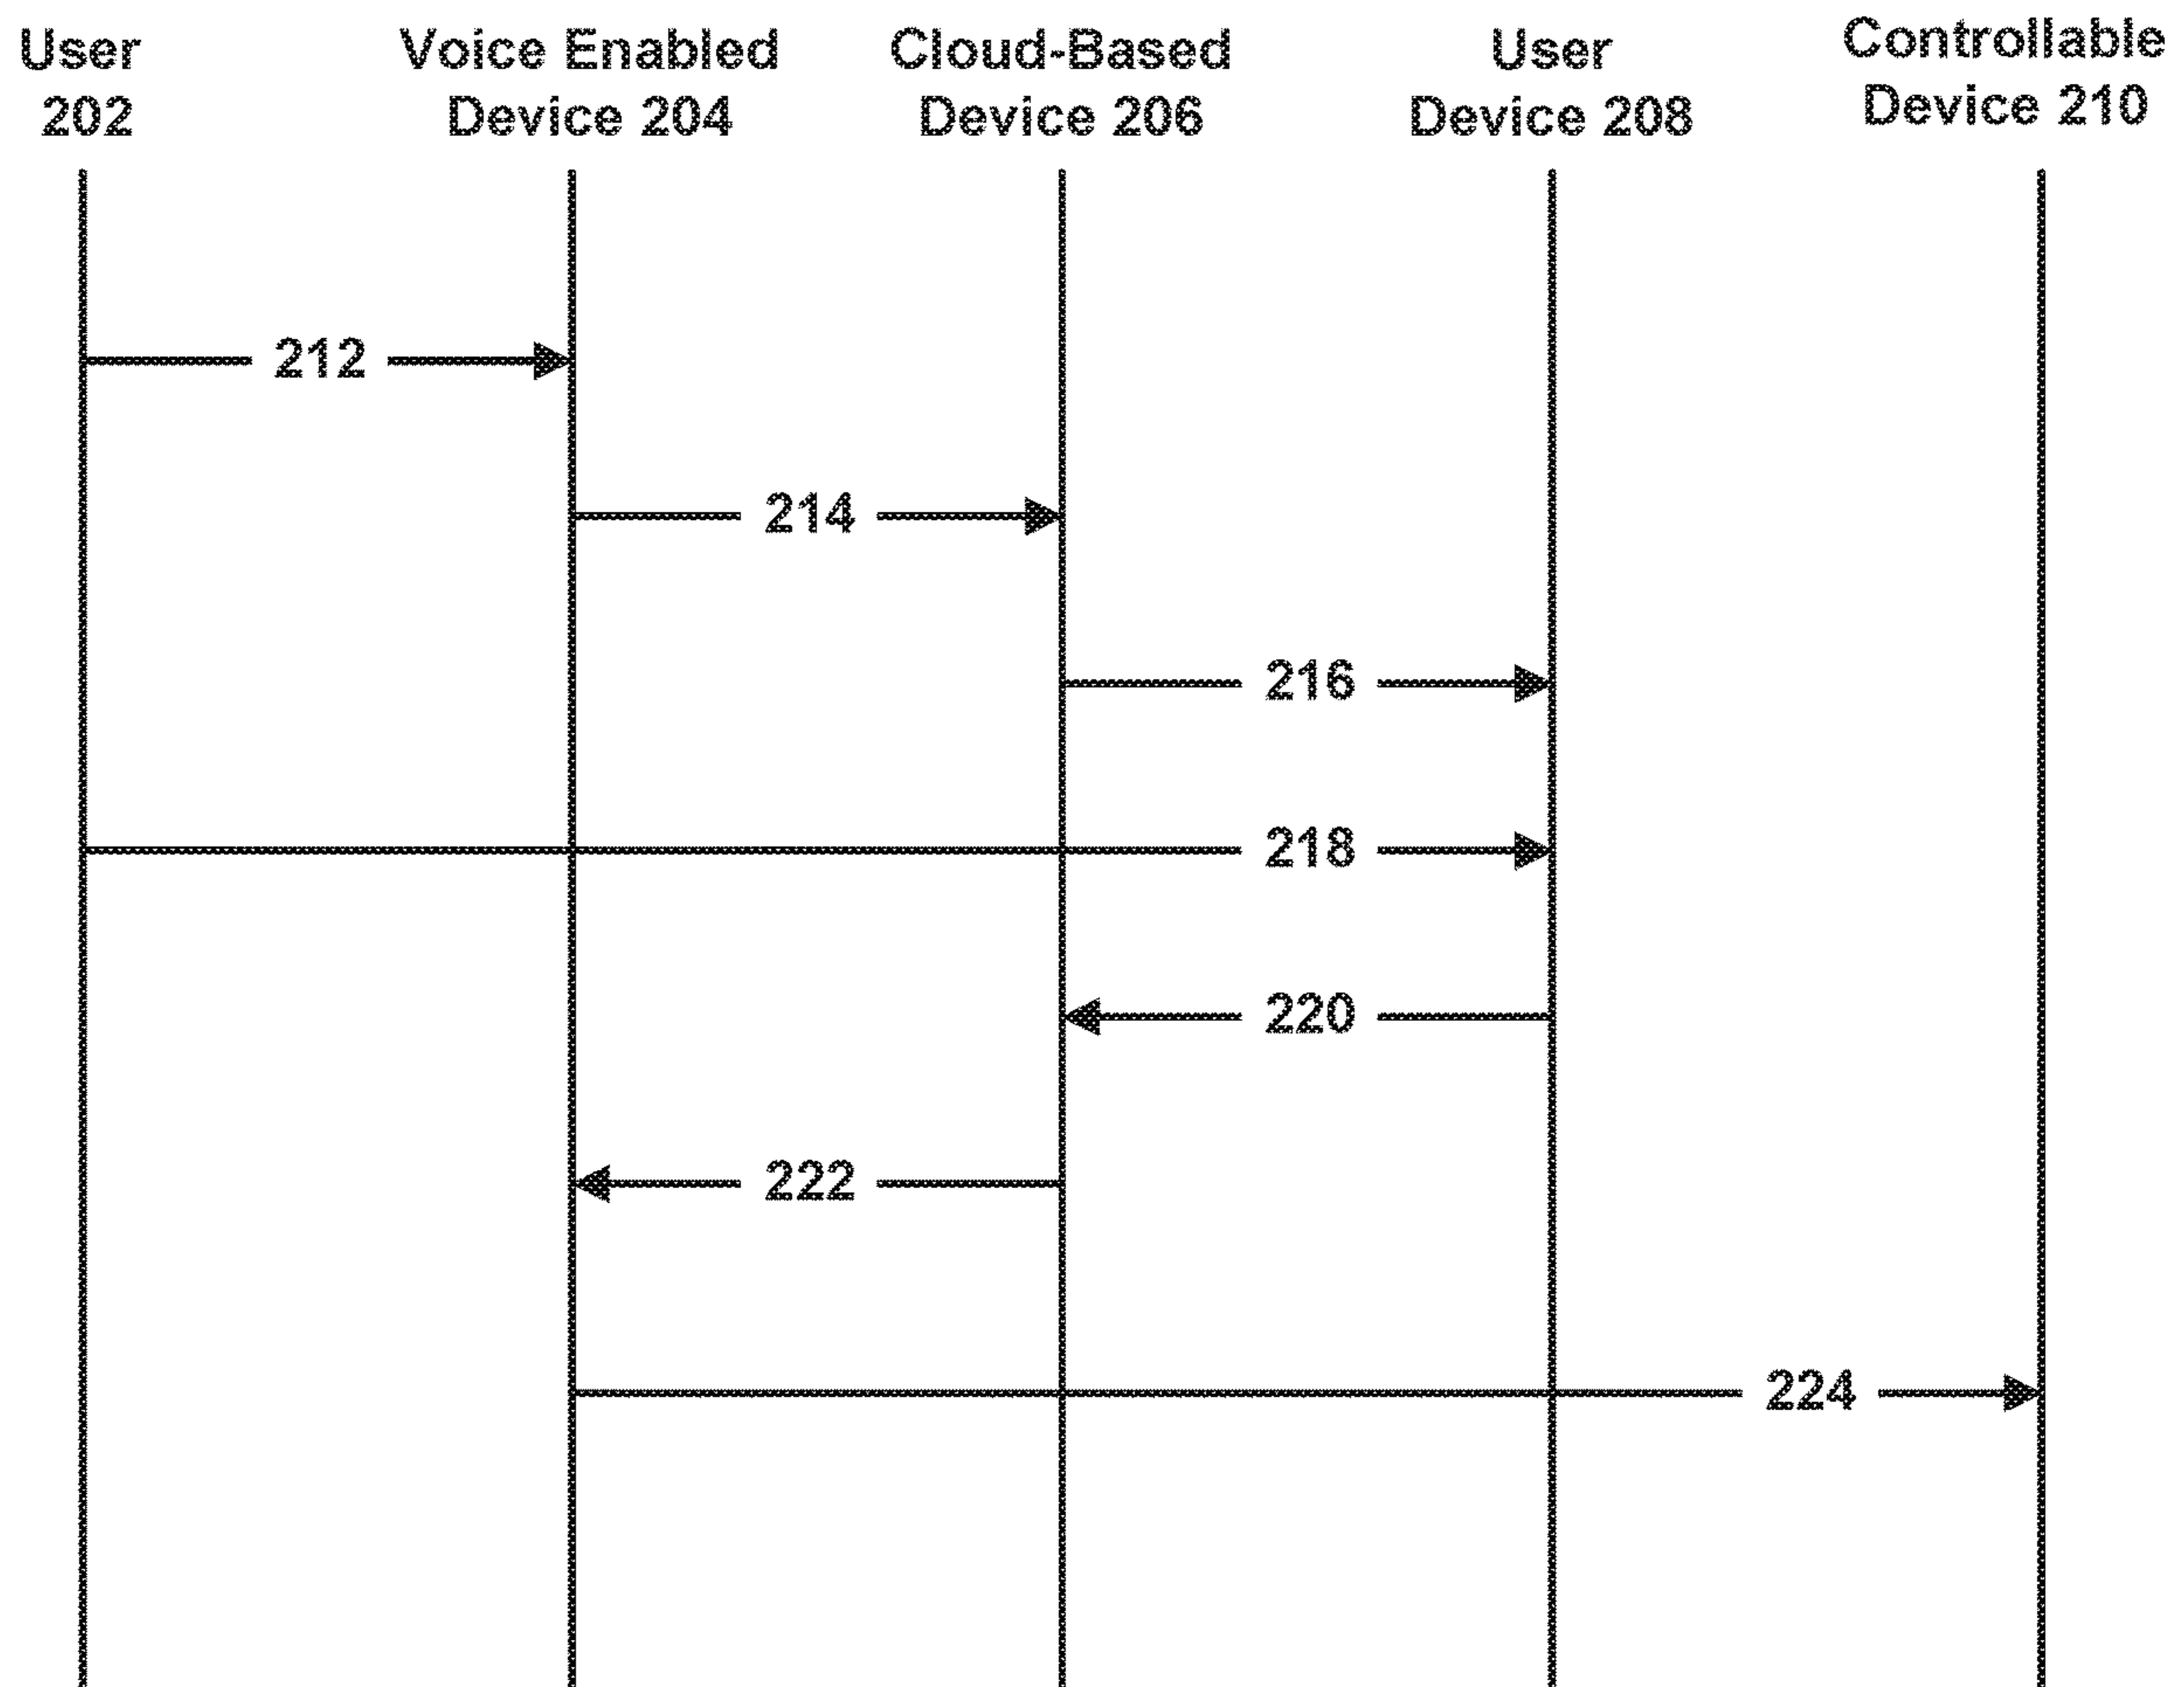 User
202
Voice Enabled
Device 204
Cloud-Based
Device 206
User
Device 208
Controllable
Device 210
212
214
216
218
220
222
224